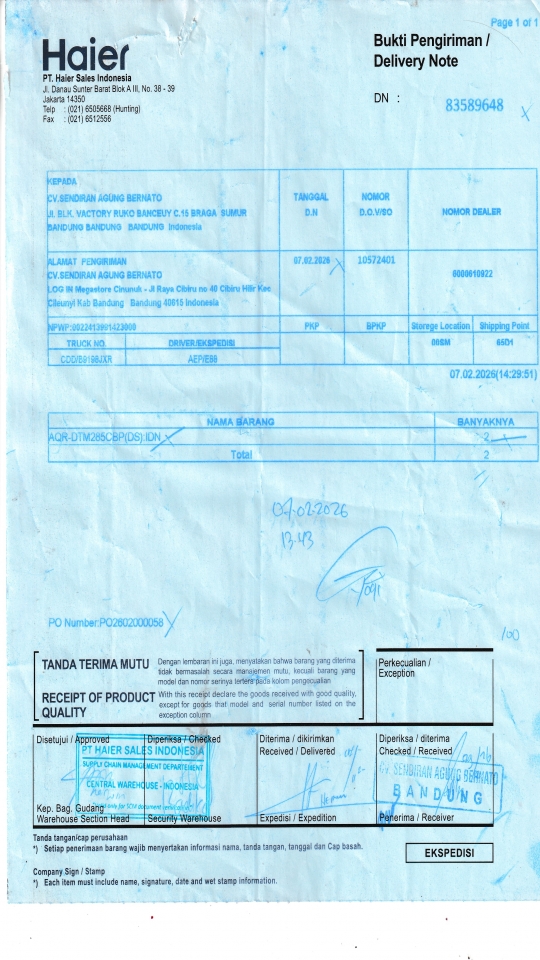 Page 1 of 1
Haier
PT. Haier Sales Indonesia
Jl. Danau Sunter Barat Blok A III, No. 38 - 39
Jakarta 14350
Telp : (021) 6505668 (Hunting)
Fax : (021) 6512556
Bukti Pengiriman /
Delivery Note
DN : 83589648
KEPADA
CV.SENDIRAN AGUNG BERNATO
Jl. BLK. VACTORY RUKO BANCEUY C.15 BRAGA SUMUR
BANDUNG BANDUNG BANDUNG Indonesia
TANGGAL
D.N
NOMOR
D.O.V/SO
NOMOR DEALER
ALAMAT PENGIRIMAN
CV.SENDIRAN AGUNG BERNATO
LOG IN Megastore Cinunuk - Jl Raya Cibiru no 40 Cibiru Hilir Kec
Cileunyi Kab Bandung Bandung 40615 Indonesia
07.02.2026
10572401
0000610922
NPWP:0022413991423000
PKP
BPKP
Storege Location
Shipping Point
TRUCK NO.
DRIVER/EKSPEDISI
00SM
65D1
CDD/B9198JXR
07.02.2026(14:29:51)
NAMA BARANG
BANYAKNYA
AQR-DTM285CBP(DS):IDN
2
Total
2
07-02-2026
13.43
Yogi
PO Number:PO2602000058
/00
TANDA TERIMA MUTU
Dengan lembaran ini juga, menyatakan bahwa barang yang diterima
tidak bermasalah secara manajemen mutu, kecuali barang yang
model dan nomor serinya tertera pada kolom pengecualian
RECEIPT OF PRODUCT
QUALITY
With this receipt declare the goods received with good quality,
except for goods that model and serial number listed on the
exception column
Perkecualian /
Exception
Disetujui / Approved
Diperiksa / Checked
Diterima / dikirimkan
Received / Delivered
Diperiksa / diterima
Checked / Received
PT HAIER SALES INDONESIA
SUPPLY CHAIN MANAGEMENT DEPARTEMENT
CENTRAL WAREHOUSE - INDONESIA
only for SCM document
CV. SENDIRAN AGUNG BERNATO
BANDUNG
Kep. Bag. Gudang
Warehouse Section Head
Security Warehouse
Expedisi / Expedition
Penerima / Receiver
Tanda tangan/cap perusahaan
*) Setiap penerimaan barang wajib menyertakan informasi nama, tanda tangan, tanggal dan Cap basah.
EKSPEDISI
Company Sign / Stamp
*) Each item must include name, signature, date and wet stamp information.